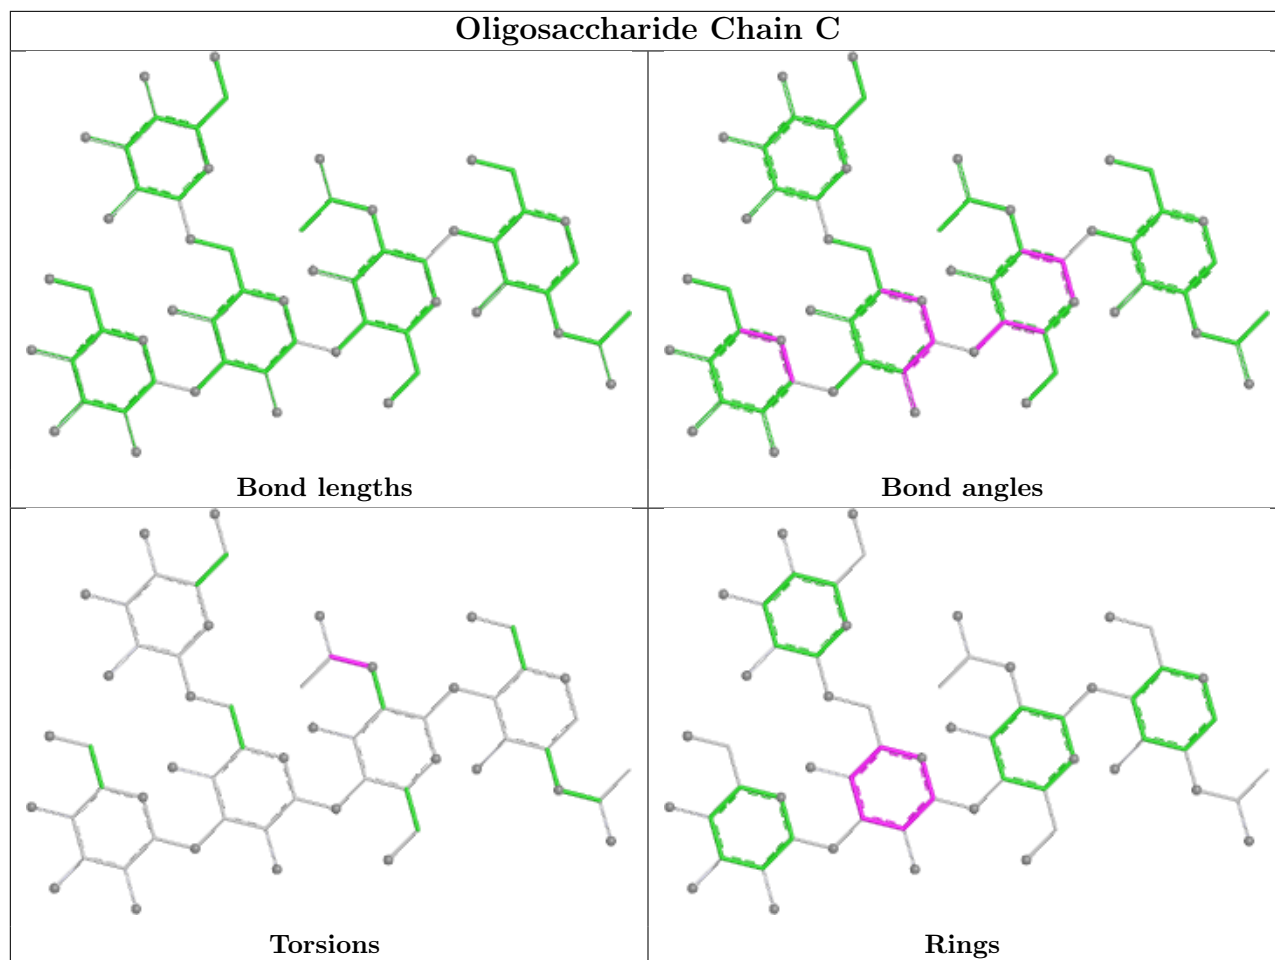 Oligosaccharide Chain C
Bond lengths
Bond angles
Torsions
Rings